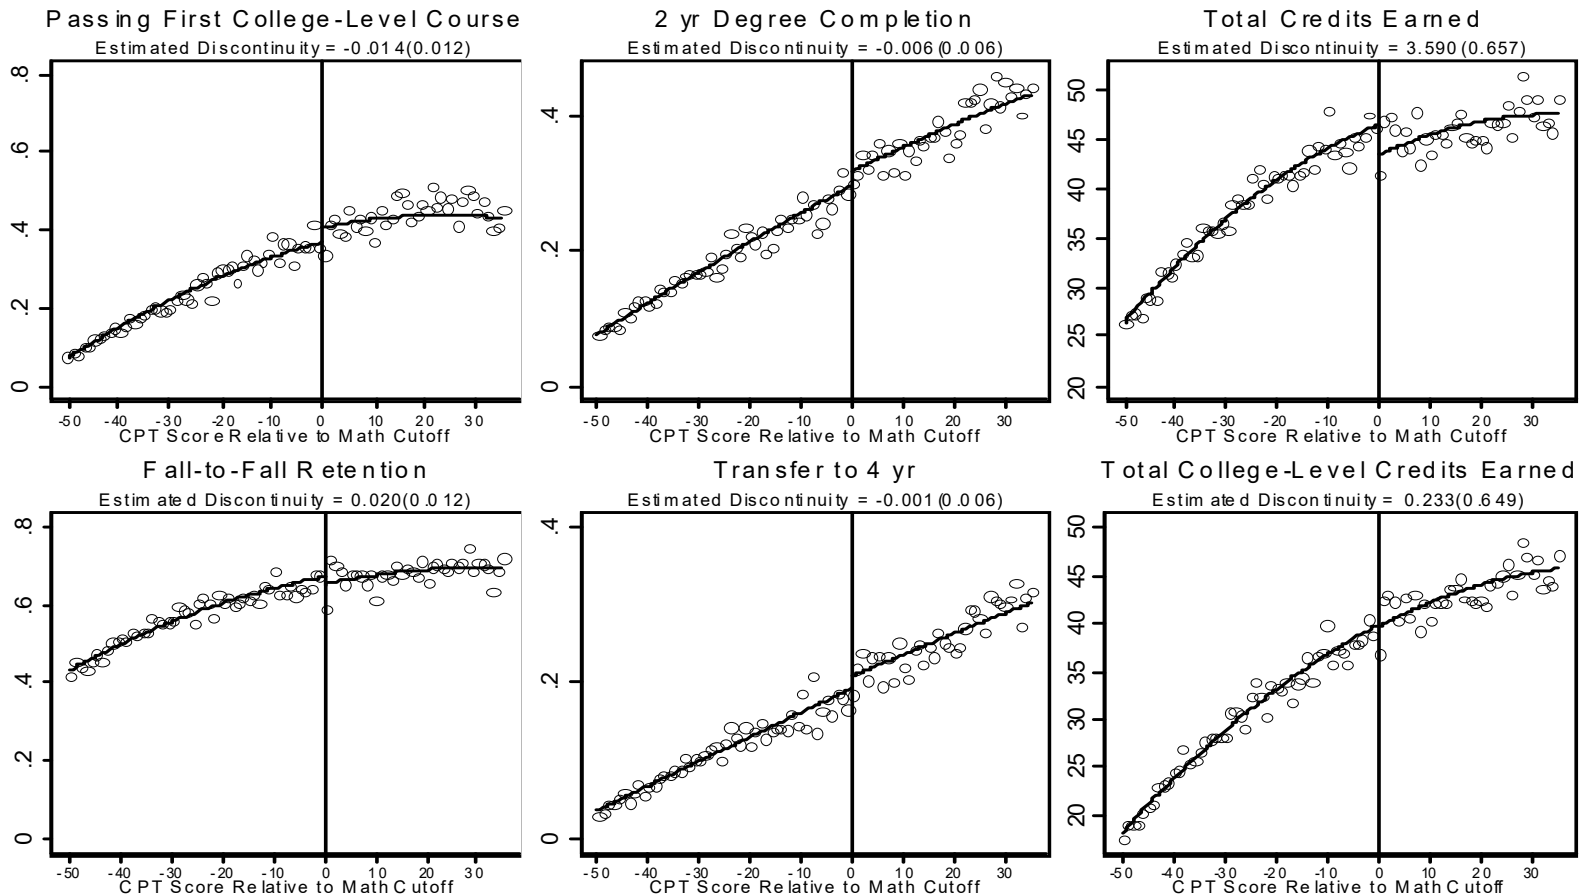 Passing First College-Level Course
Estimated Discontinuity = -0.014(0.012)
.8
.6
.4
.2
0
-50 -40 -30 -20 -10 0 10 20 30
CPT Score Relative to Math Cutoff
2 yr Degree Completion
Estimated Discontinuity = -0.006(0.006)
.4
.2
0
-50 -40 -30 -20 -10 0 10 20 30
CPT Score Relative to Math Cutoff
Total Credits Earned
Estimated Discontinuity = 3.590(0.657)
50
45
40
35
30
25
20
-50 -40 -30 -20 -10 0 10 20 30
CPT Score Relative to Math Cutoff
Fall-to-Fall Retention
Estimated Discontinuity = 0.020(0.012)
.8
.6
.4
.2
0
-50 -40 -30 -20 -10 0 10 20 30
CPT Score Relative to Math Cutoff
Transfer to 4 yr
Estimated Discontinuity = -0.001(0.006)
.4
.2
0
-50 -40 -30 -20 -10 0 10 20 30
CPT Score Relative to Math Cutoff
Total College-Level Credits Earned
Estimated Discontinuity = 0.233(0.649)
50
45
40
35
30
25
20
-50 -40 -30 -20 -10 0 10 20 30
CPT Score Relative to Math Cutoff